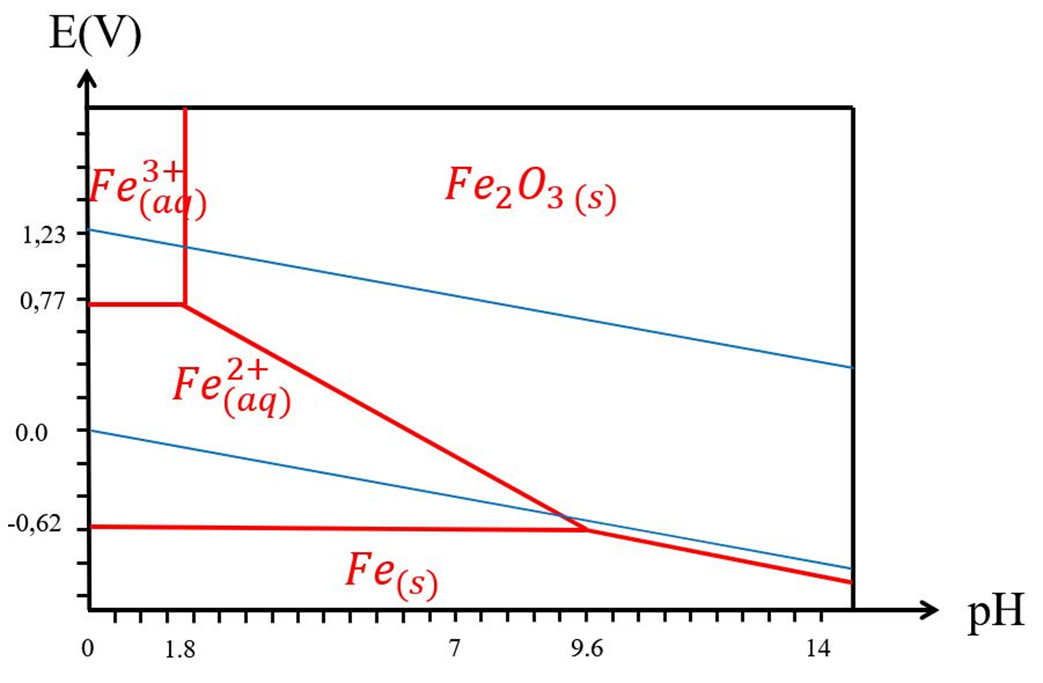 E(V)
Fe³⁺(aq)
Fe₂O₃ (s)
1,23
0,77
Fe²⁺(aq)
0.0
-0,62
Fe(s)
pH
0 1.8 7 9.6 14